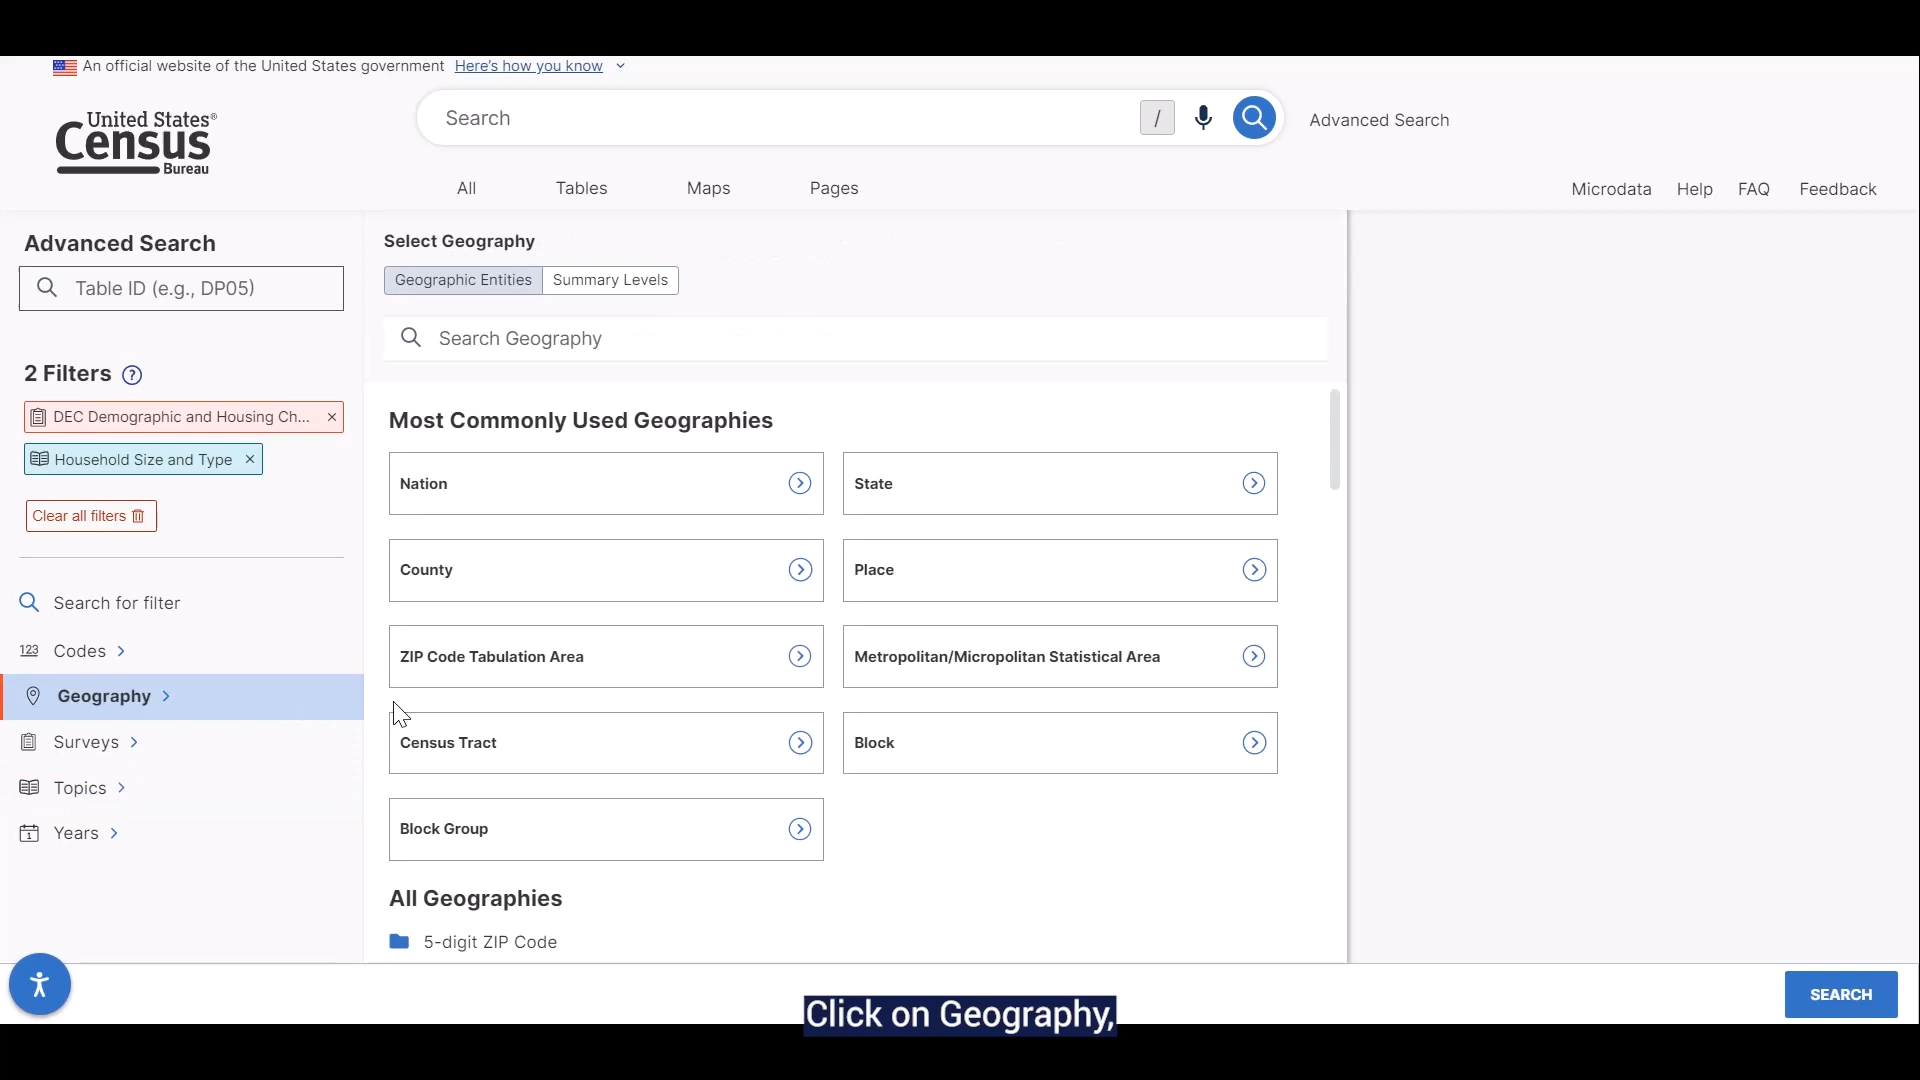 An official website of the United States government Here's how you know
United States®
Census
Bureau
Search / Advanced Search
All Tables Maps Pages
Microdata Help FAQ Feedback
Advanced Search
Table ID (e.g., DP05)
2 Filters ?
DEC Demographic and Housing Ch... ×
Household Size and Type ×
Clear all filters
Search for filter
123 Codes
Geography
Surveys
Topics
1 Years
Select Geography
Geographic Entities Summary Levels
Search Geography
Most Commonly Used Geographies
Nation State
County Place
ZIP Code Tabulation Area Metropolitan/Micropolitan Statistical Area
Census Tract Block
Block Group
All Geographies
5-digit ZIP Code
SEARCH
Click on Geography,